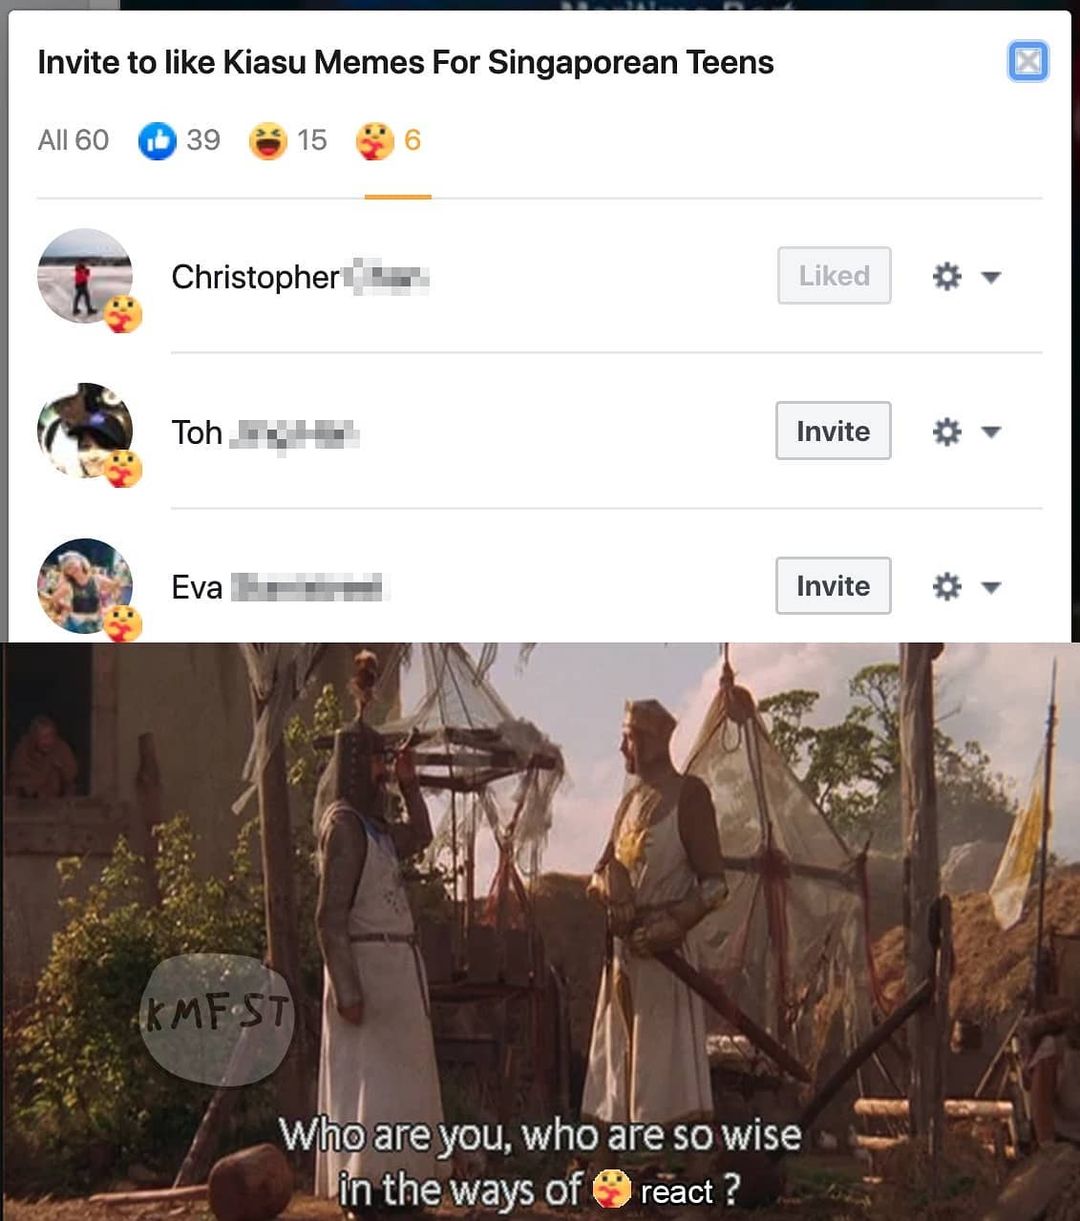 Invite to like Kiasu Memes For Singaporean Teens
All 60 39 15 6
Christopher
Liked
Toh
Invite
Eva
Invite
KMFST
Who are you, who are so wise
in the ways of 🤗 react ?